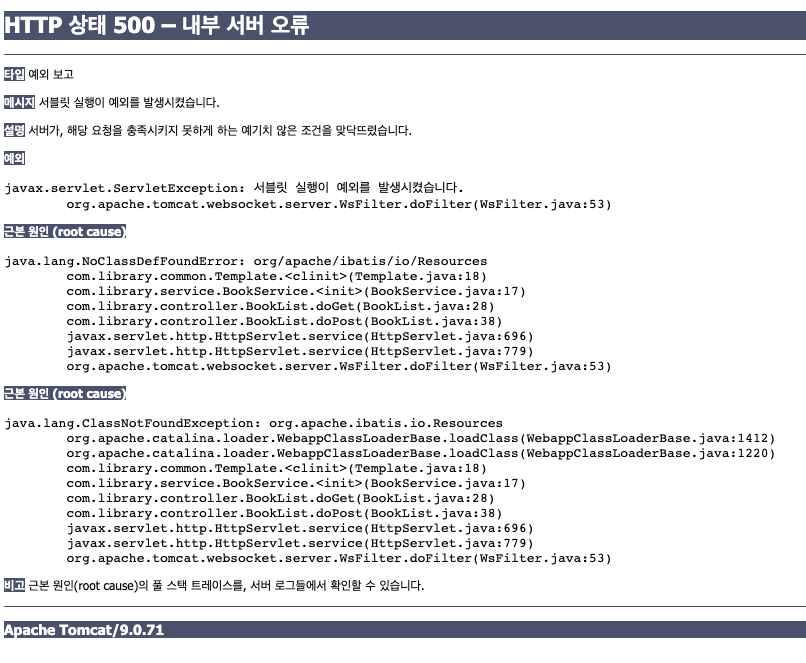 HTTP 상태 500 – 내부 서버 오류
타입 예외 보고
메시지 서블릿 실행이 예외를 발생시켰습니다.
설명 서버가, 해당 요청을 충족시키지 못하게 하는 예기치 않은 조건을 맞닥뜨렸습니다.
예외
javax.servlet.ServletException: 서블릿 실행이 예외를 발생시켰습니다.
org.apache.tomcat.websocket.server.WsFilter.doFilter(WsFilter.java:53)
근본 원인 (root cause)
java.lang.NoClassDefFoundError: org/apache/ibatis/io/Resources
com.library.common.Template.<clinit>(Template.java:18)
com.library.service.BookService.<init>(BookService.java:17)
com.library.controller.BookList.doGet(BookList.java:28)
com.library.controller.BookList.doPost(BookList.java:38)
javax.servlet.http.HttpServlet.service(HttpServlet.java:696)
javax.servlet.http.HttpServlet.service(HttpServlet.java:779)
org.apache.tomcat.websocket.server.WsFilter.doFilter(WsFilter.java:53)
근본 원인 (root cause)
java.lang.ClassNotFoundException: org.apache.ibatis.io.Resources
org.apache.catalina.loader.WebappClassLoaderBase.loadClass(WebappClassLoaderBase.java:1412)
org.apache.catalina.loader.WebappClassLoaderBase.loadClass(WebappClassLoaderBase.java:1220)
com.library.common.Template.<clinit>(Template.java:18)
com.library.service.BookService.<init>(BookService.java:17)
com.library.controller.BookList.doGet(BookList.java:28)
com.library.controller.BookList.doPost(BookList.java:38)
javax.servlet.http.HttpServlet.service(HttpServlet.java:696)
javax.servlet.http.HttpServlet.service(HttpServlet.java:779)
org.apache.tomcat.websocket.server.WsFilter.doFilter(WsFilter.java:53)
비고 근본 원인(root cause)의 풀 스택 트레이스를, 서버 로그들에서 확인할 수 있습니다.
Apache Tomcat/9.0.71